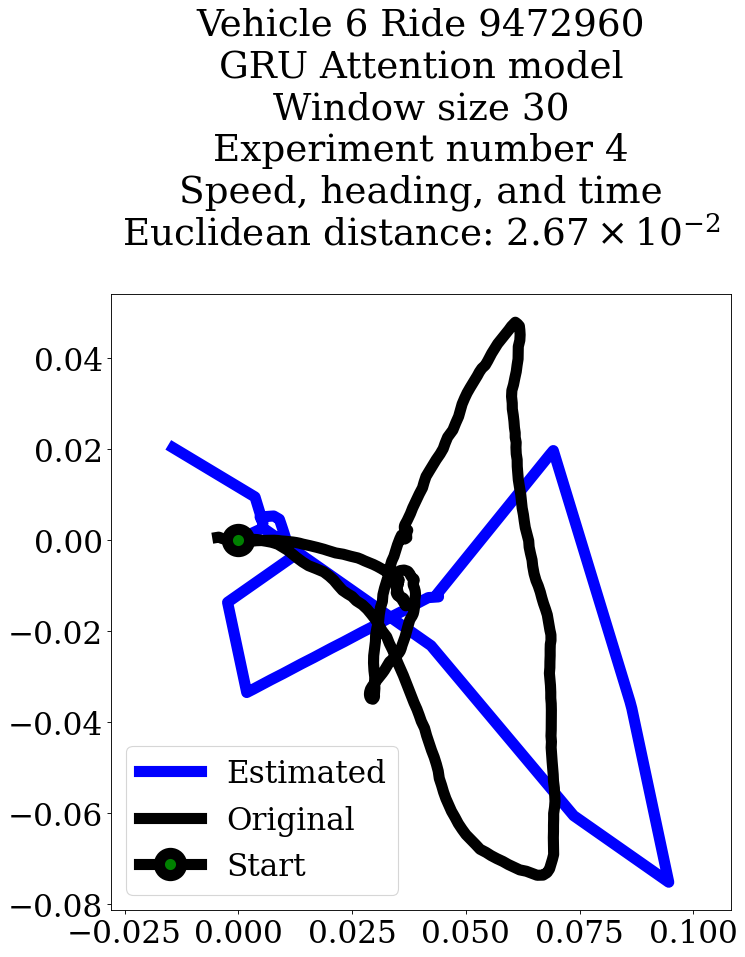 Vehicle 6 Ride 9472960
GRU Attention model
Window size 30
Experiment number 4
Speed, heading, and time
Euclidean distance: 2.67 × 10⁻²
0.04
0.02
0.00
−0.02
−0.04
−0.06
−0.08
Estimated
Original
Start
−0.025 0.000 0.025 0.050 0.075 0.100